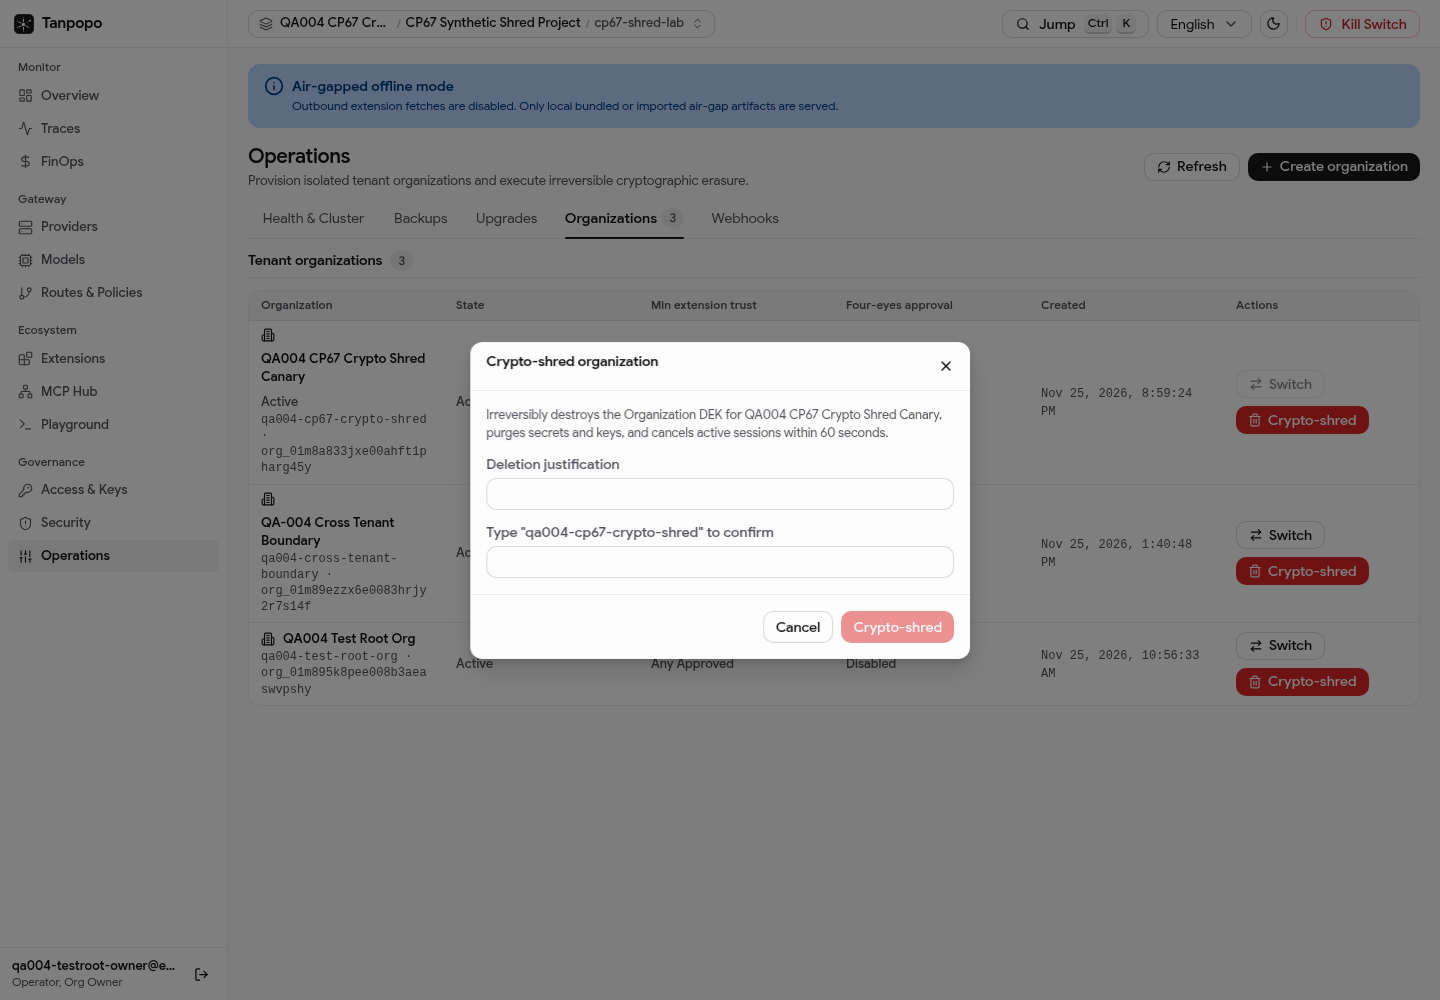 Tanpopo
QA004 CP67 Cr... / CP67 Synthetic Shred Project / cp67-shred-lab
Jump Ctrl K
English
Kill Switch
Monitor
Overview
Traces
FinOps
Gateway
Providers
Models
Routes & Policies
Ecosystem
Extensions
MCP Hub
Playground
Governance
Access & Keys
Security
Operations
qa004-testroot-owner@e...
Operator, Org Owner
Air-gapped offline mode
Outbound extension fetches are disabled. Only local bundled or imported air-gap artifacts are served.
Operations
Provision isolated tenant organizations and execute irreversible cryptographic erasure.
Refresh
Create organization
Health & Cluster Backups Upgrades Organizations 3 Webhooks
Tenant organizations 3
Organization State Min extension trust Four-eyes approval Created Actions
QA004 CP67 Crypto Shred
Canary
Active
qa004-cp67-crypto-shred
·
org_01m8a833jxe00ahft1p
harg45y
Nov 25, 2026, 8:59:24
PM
Switch
Crypto-shred
QA-004 Cross Tenant
Boundary
qa004-cross-tenant-
boundary ·
org_01m89ezzx6e0083hrjy
2r7s14f
Nov 25, 2026, 1:40:48
PM
Switch
Crypto-shred
QA004 Test Root Org
qa004-test-root-org ·
org_01m895k8pee008b3aea
swvpshy
Active
Any Approved
Disabled
Nov 25, 2026, 10:56:33
AM
Switch
Crypto-shred
Crypto-shred organization
Irreversibly destroys the Organization DEK for QA004 CP67 Crypto Shred Canary,
purges secrets and keys, and cancels active sessions within 60 seconds.
Deletion justification
Type "qa004-cp67-crypto-shred" to confirm
Cancel
Crypto-shred